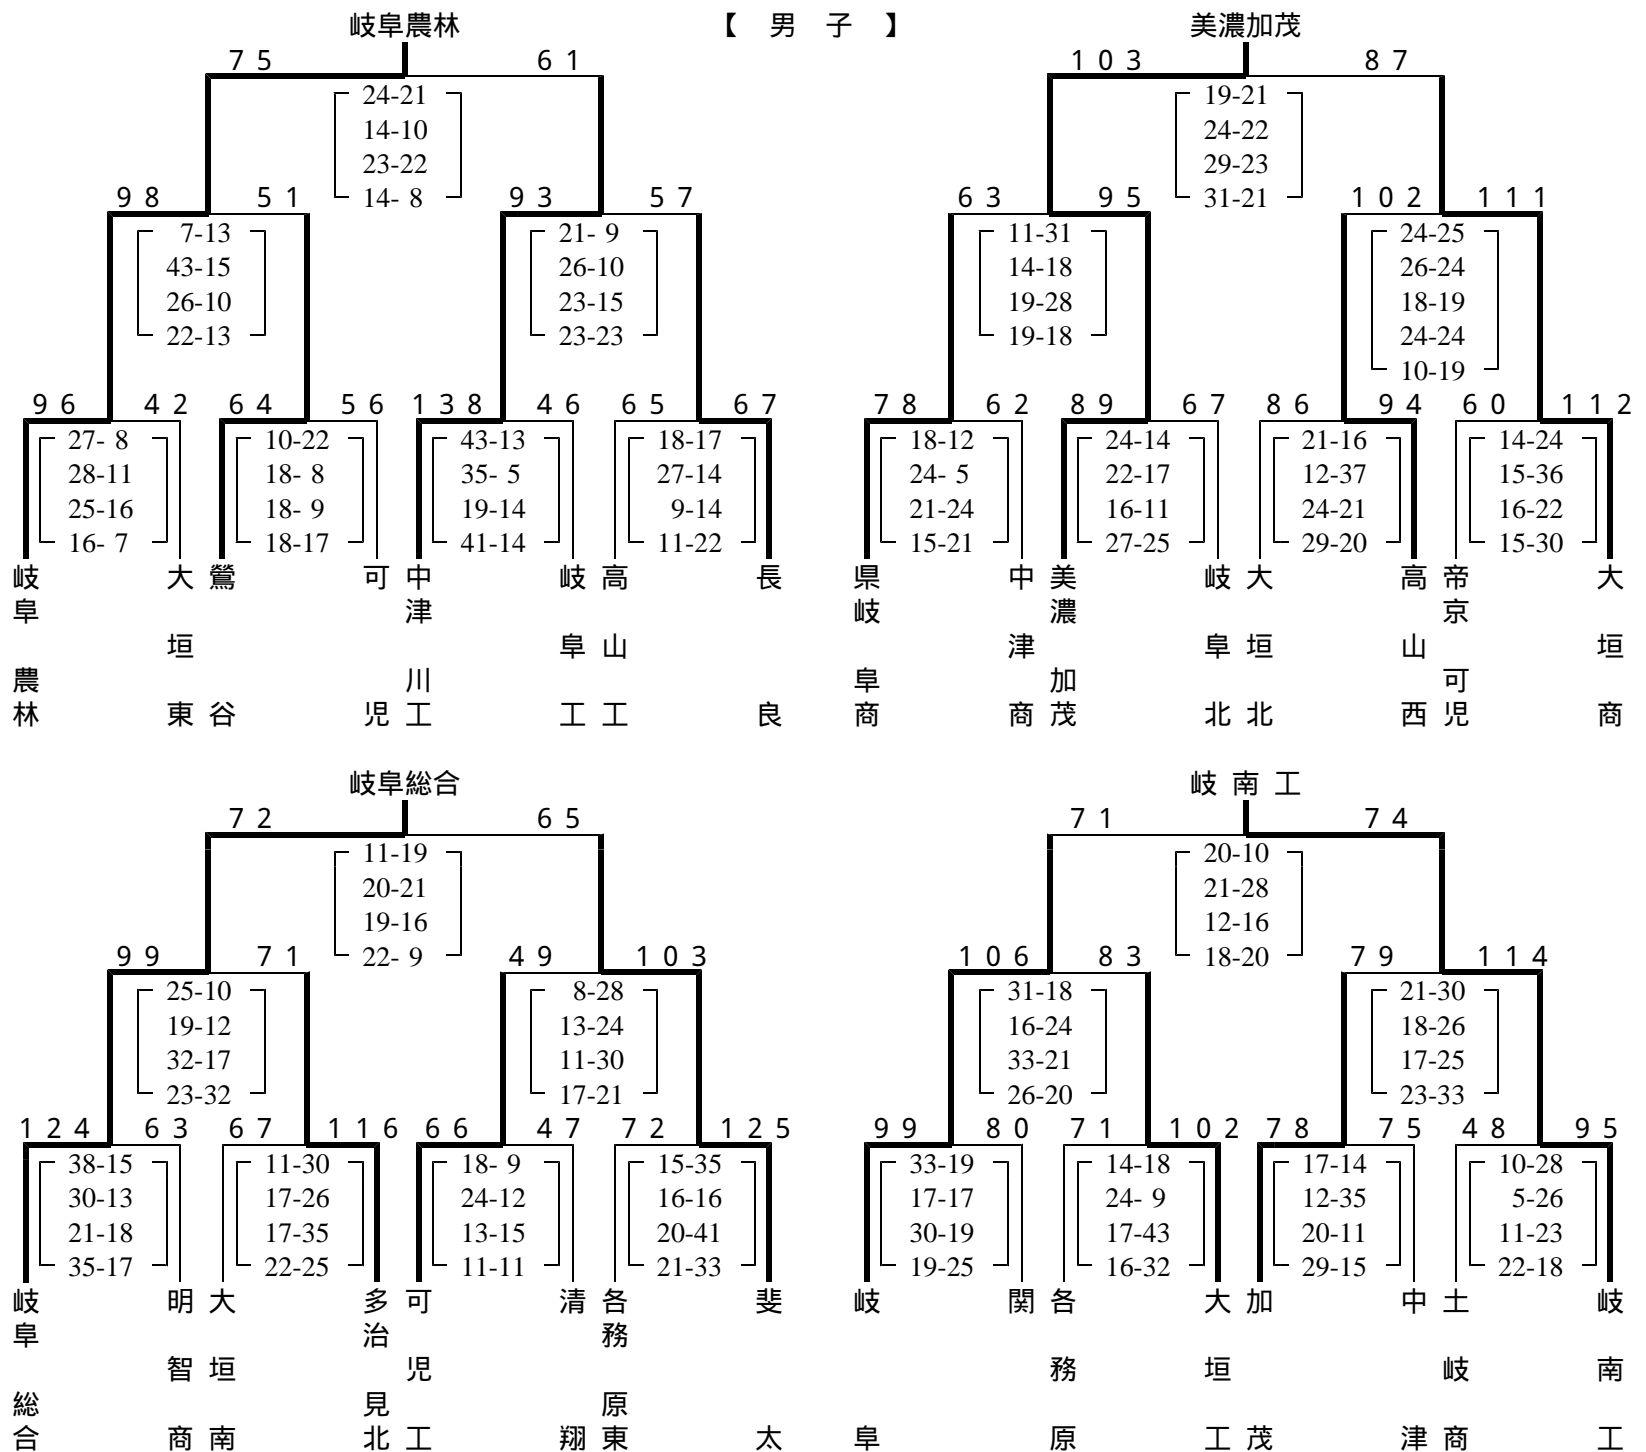 【 男 子 】
岐阜農林
75 61
24-21
14-10
23-22
14- 8
98 51 93 57
7-13 21- 9
43-15 26-10
26-10 23-15
22-13 23-23
96 42 64 56 138 46 65 67
27- 8 10-22 43-13 18-17
28-11 18- 8 35- 5 27-14
25-16 18- 9 19-14 9-14
16- 7 18-17 41-14 11-22
岐阜農林
大垣東
鶯谷
可児
中津川工
岐阜工
高山工
長良
美濃加茂
103 87
19-21
24-22
29-23
31-21
63 95 102 111
11-31 24-25
14-18 26-24
19-28 18-19
19-18 24-24
10-19
78 62 89 67 86 94 60 112
18-12 24-14 21-16 14-24
24- 5 22-17 12-37 15-36
21-24 16-11 24-21 16-22
15-21 27-25 29-20 15-30
県岐阜商
中津商
美濃加茂
岐阜北
大垣北
高山西
帝京可児
大垣商
岐阜総合
72 65
11-19
20-21
19-16
22- 9
99 71 49 103
25-10 8-28
19-12 13-24
32-17 11-30
23-32 17-21
124 63 67 116 66 47 72 125
38-15 11-30 18- 9 15-35
30-13 17-26 24-12 16-16
21-18 17-35 13-15 20-41
35-17 22-25 11-11 21-33
岐阜総合
明智商
大垣南
多治見北
可児工
清翔
各務原東
斐太
岐南工
71 74
20-10
21-28
12-16
18-20
106 83 79 114
31-18 21-30
16-24 18-26
33-21 17-25
26-20 23-33
99 80 71 102 78 75 48 95
33-19 14-18 17-14 10-28
17-17 24- 9 12-35 5-26
30-19 17-43 20-11 11-23
19-25 16-32 29-15 22-18
岐阜
関
各務原
大垣工
加茂
中津
土岐商
岐南工